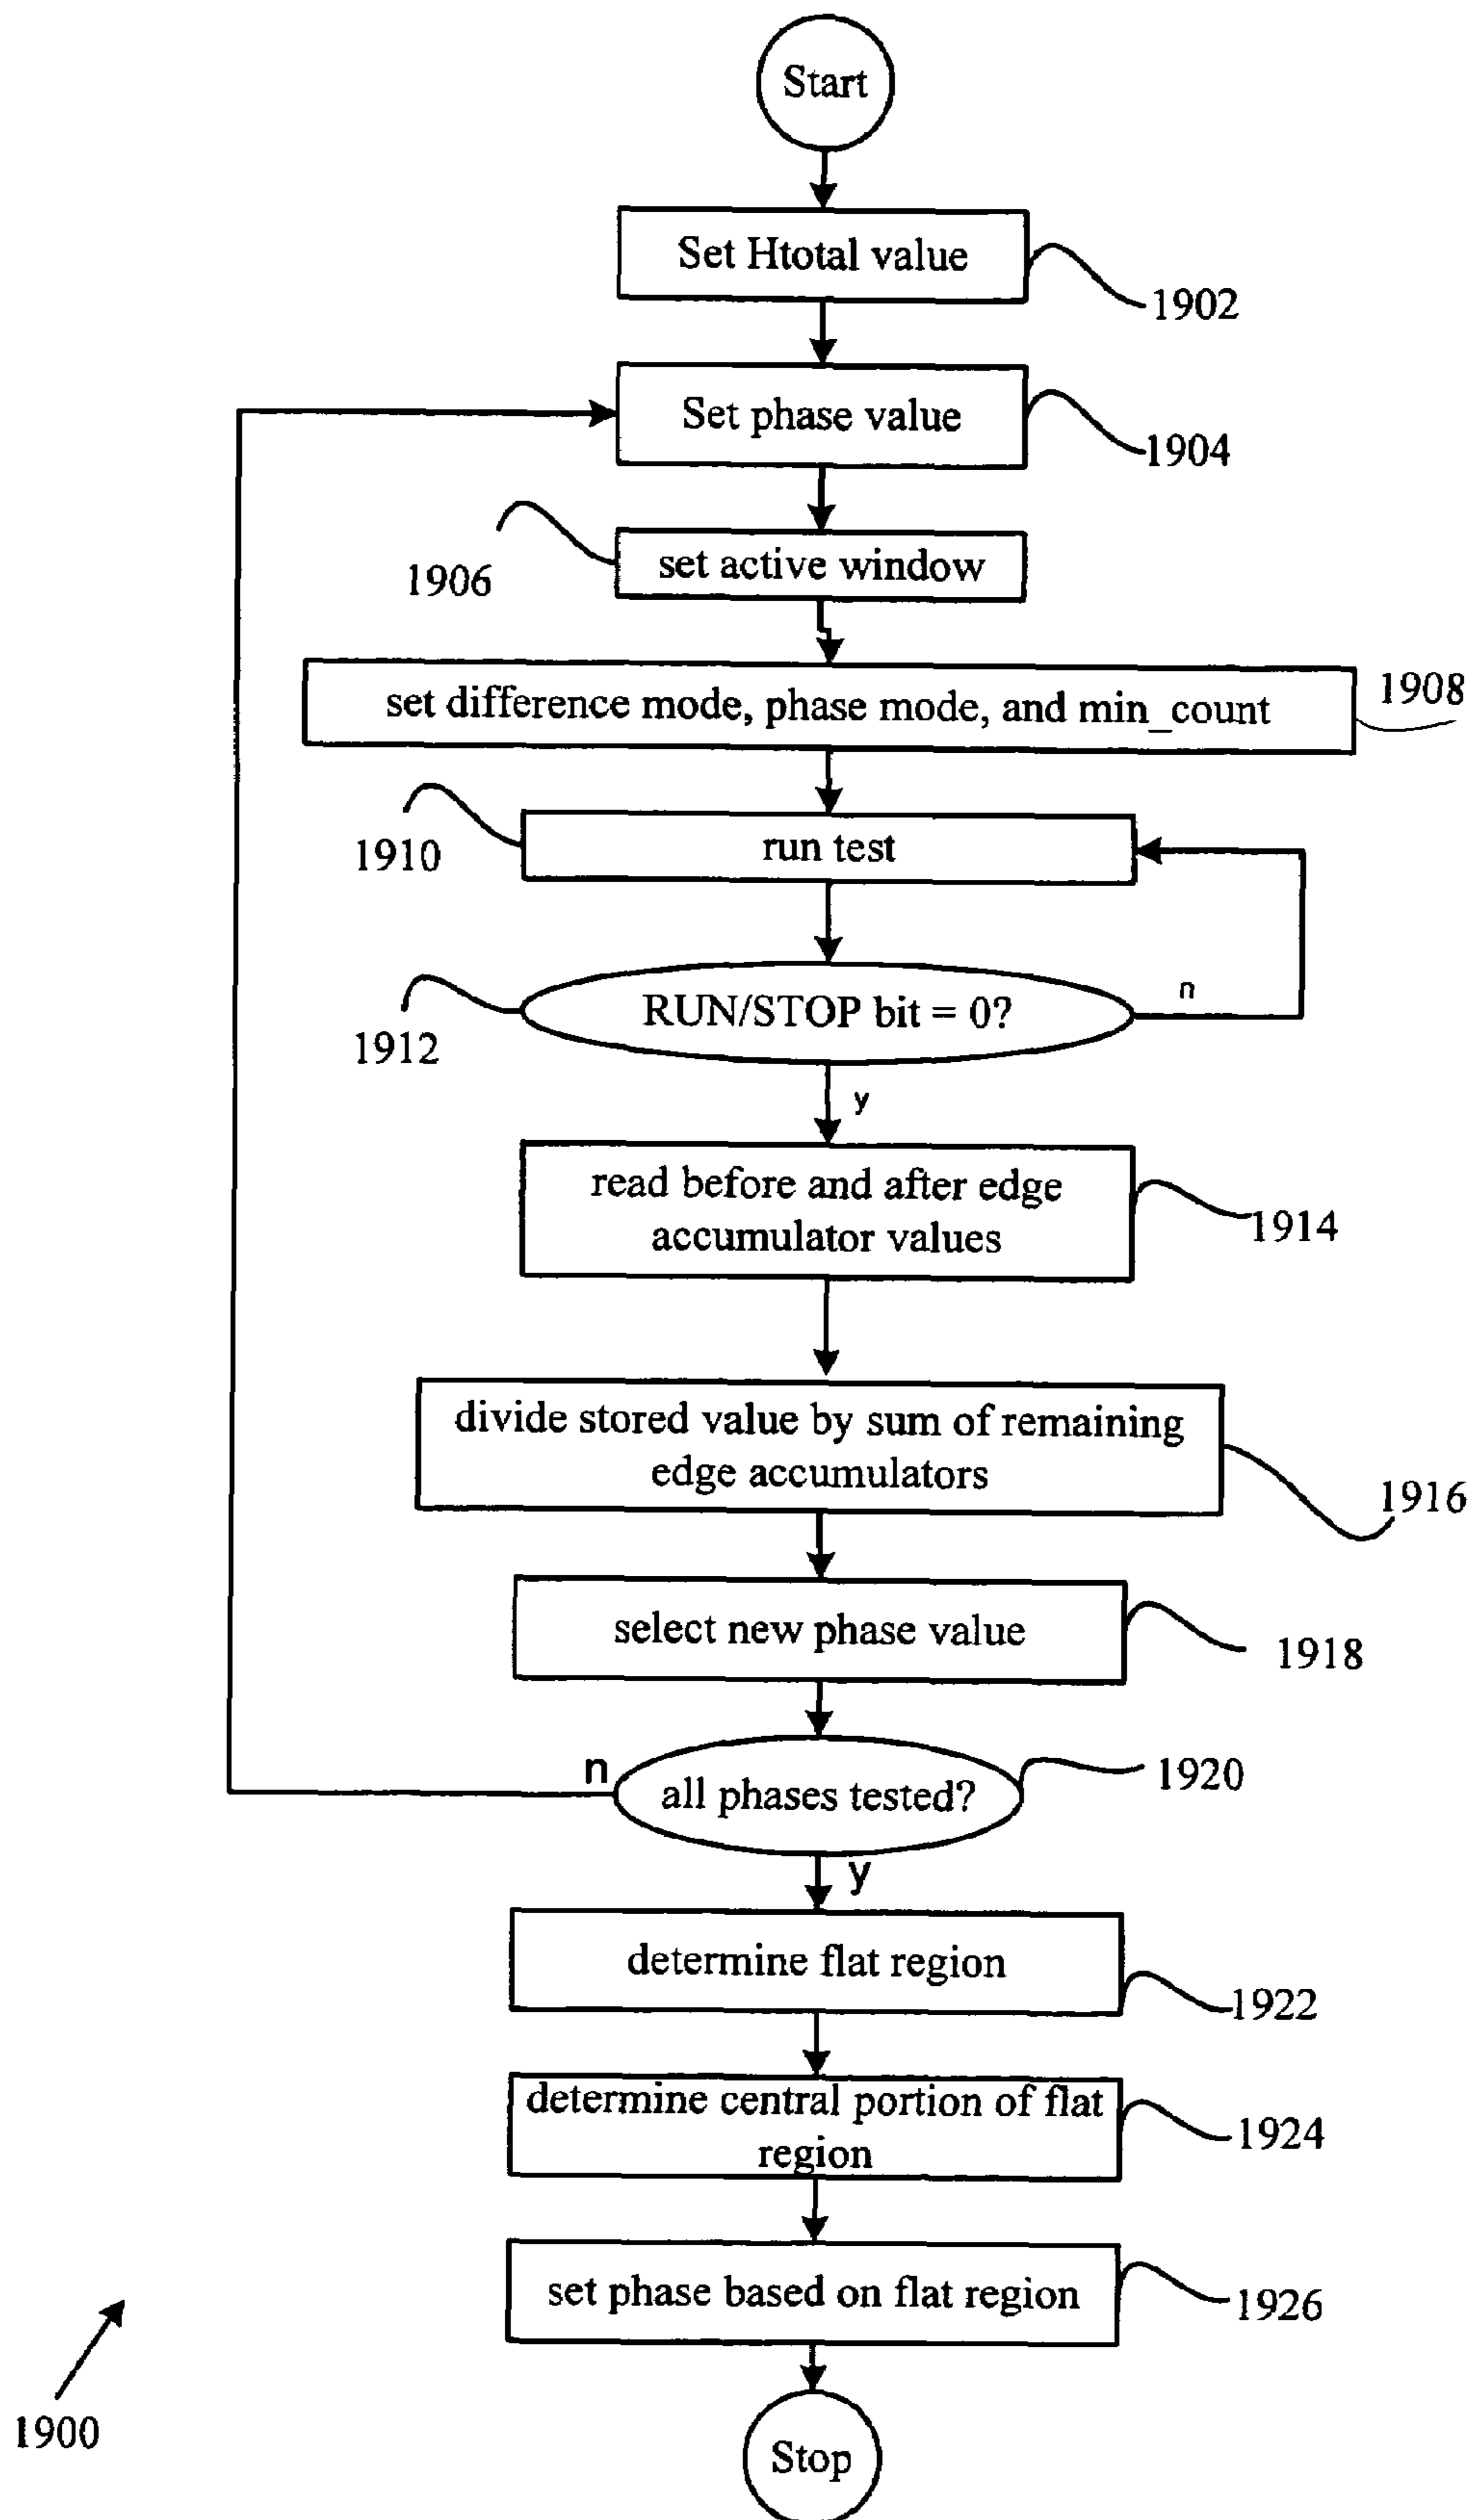 Start
Set Htotal value
1902
Set phase value
1904
set active window
1906
set difference mode, phase mode, and min_count
1908
run test
1910
RUN/STOP bit = 0?
n
1912
y
read before and after edge
accumulator values
1914
divide stored value by sum of remaining
edge accumulators
1916
select new phase value
1918
n
all phases tested?
1920
y
determine flat region
1922
determine central portion of flat
region
1924
set phase based on flat region
1926
1900
Stop